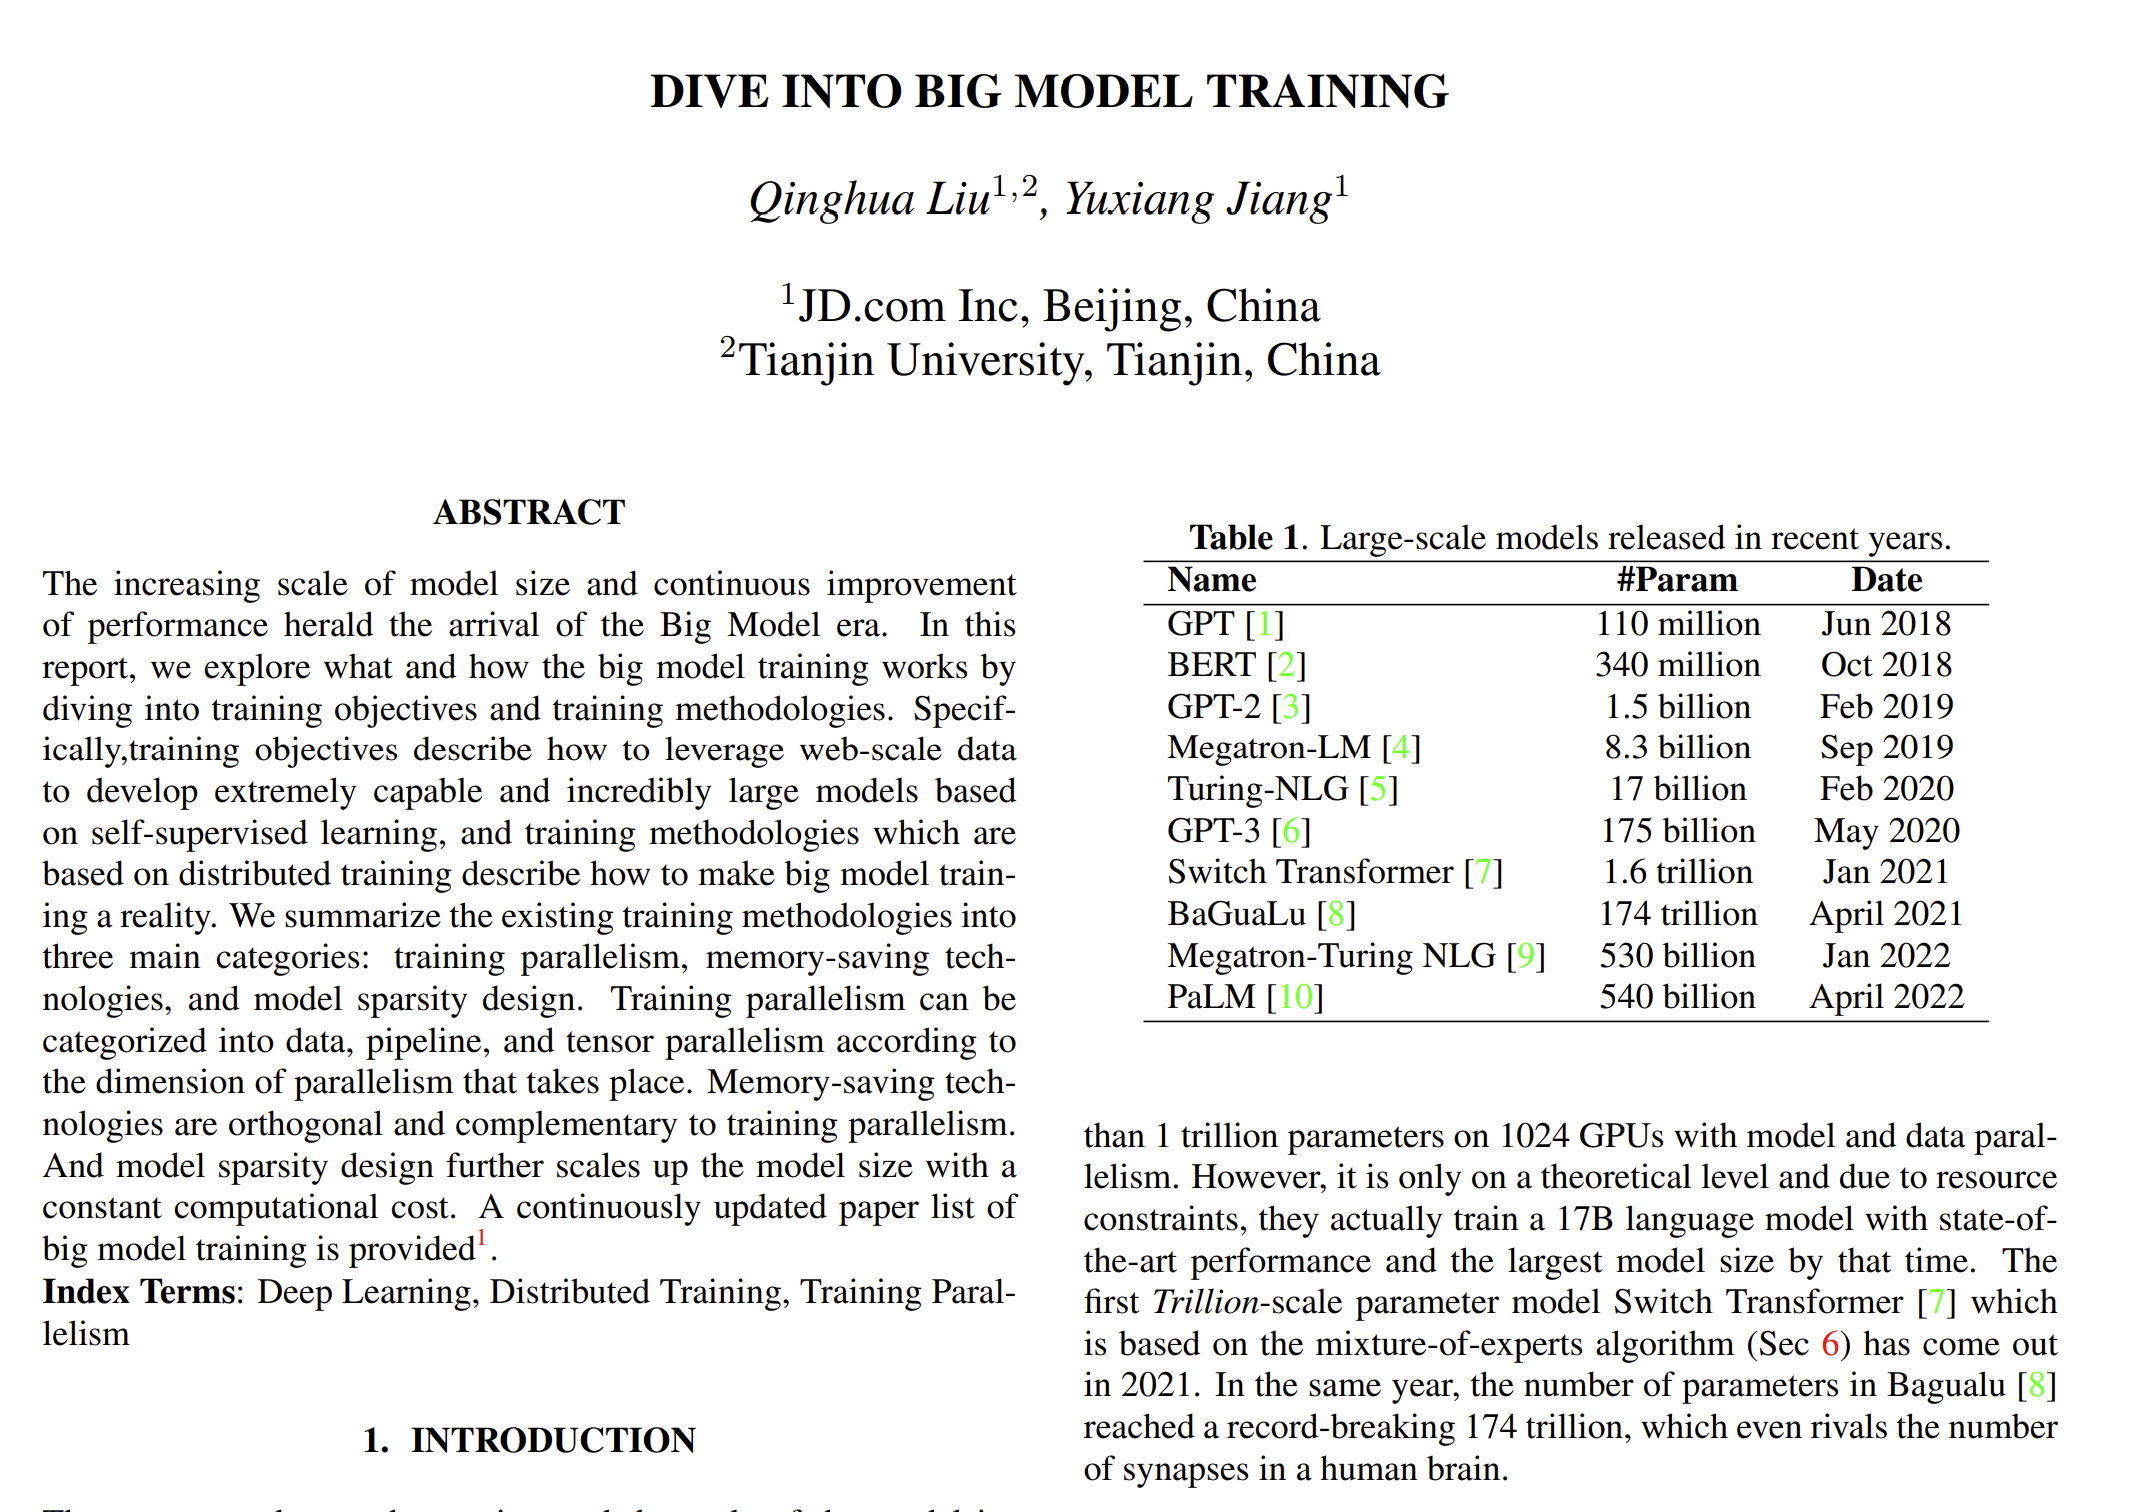 DIVE INTO BIG MODEL TRAINING
Qinghua Liu1,2, Yuxiang Jiang1
1JD.com Inc, Beijing, China
2Tianjin University, Tianjin, China
ABSTRACT
The increasing scale of model size and continuous improvement
of performance herald the arrival of the Big Model era. In this
report, we explore what and how the big model training works by
diving into training objectives and training methodologies. Specif-
ically,training objectives describe how to leverage web-scale data
to develop extremely capable and incredibly large models based
on self-supervised learning, and training methodologies which are
based on distributed training describe how to make big model train-
ing a reality. We summarize the existing training methodologies into
three main categories: training parallelism, memory-saving tech-
nologies, and model sparsity design. Training parallelism can be
categorized into data, pipeline, and tensor parallelism according to
the dimension of parallelism that takes place. Memory-saving tech-
nologies are orthogonal and complementary to training parallelism.
And model sparsity design further scales up the model size with a
constant computational cost. A continuously updated paper list of
big model training is provided1.
Index Terms: Deep Learning, Distributed Training, Training Paral-
lelism
1. INTRODUCTION
Table 1. Large-scale models released in recent years.
Name #Param Date
GPT [1] 110 million Jun 2018
BERT [2] 340 million Oct 2018
GPT-2 [3] 1.5 billion Feb 2019
Megatron-LM [4] 8.3 billion Sep 2019
Turing-NLG [5] 17 billion Feb 2020
GPT-3 [6] 175 billion May 2020
Switch Transformer [7] 1.6 trillion Jan 2021
BaGuaLu [8] 174 trillion April 2021
Megatron-Turing NLG [9] 530 billion Jan 2022
PaLM [10] 540 billion April 2022
than 1 trillion parameters on 1024 GPUs with model and data paral-
lelism. However, it is only on a theoretical level and due to resource
constraints, they actually train a 17B language model with state-of-
the-art performance and the largest model size by that time. The
first Trillion-scale parameter model Switch Transformer [7] which
is based on the mixture-of-experts algorithm (Sec 6) has come out
in 2021. In the same year, the number of parameters in Bagualu [8]
reached a record-breaking 174 trillion, which even rivals the number
of synapses in a human brain.